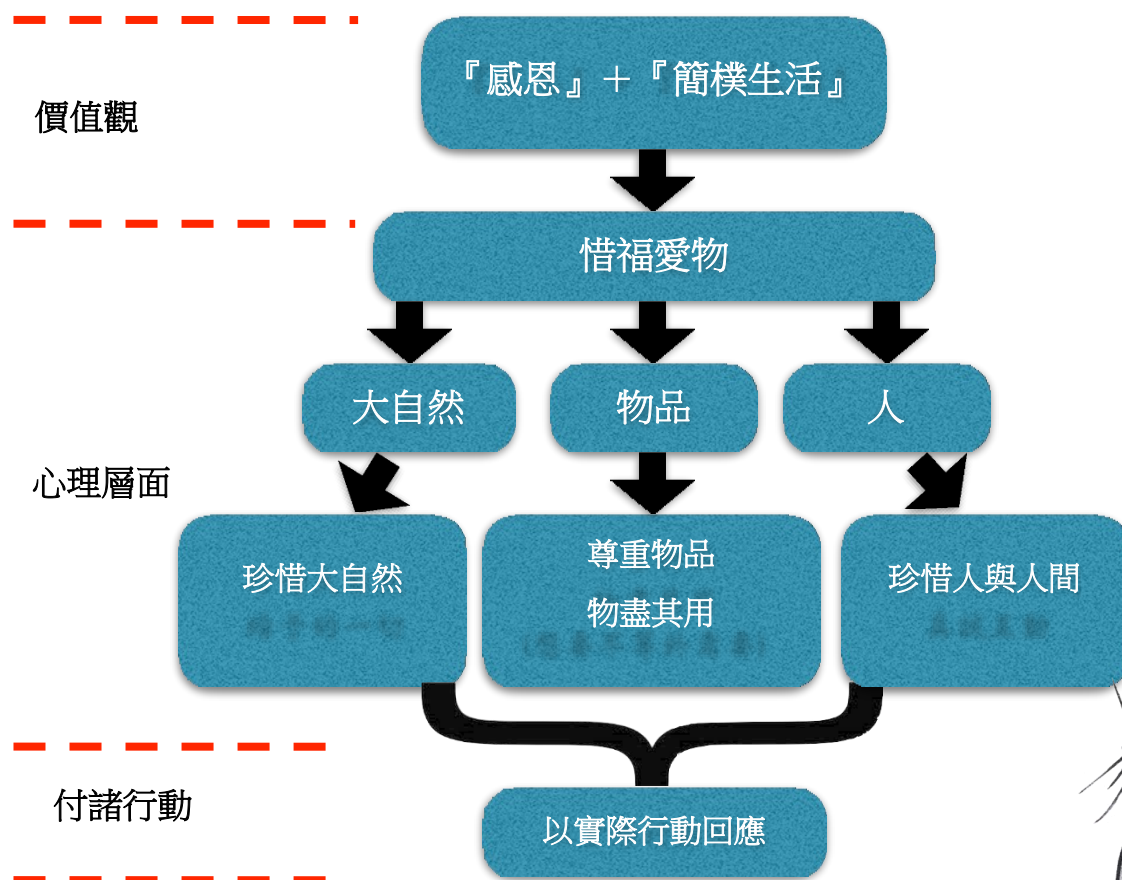 『感恩』＋『簡樸生活』
價值觀
惜福愛物
大自然
物品
人
心理層面
珍惜大自然
尊重物品
物盡其用
珍惜人與人間
付諸行動
以實際行動回應